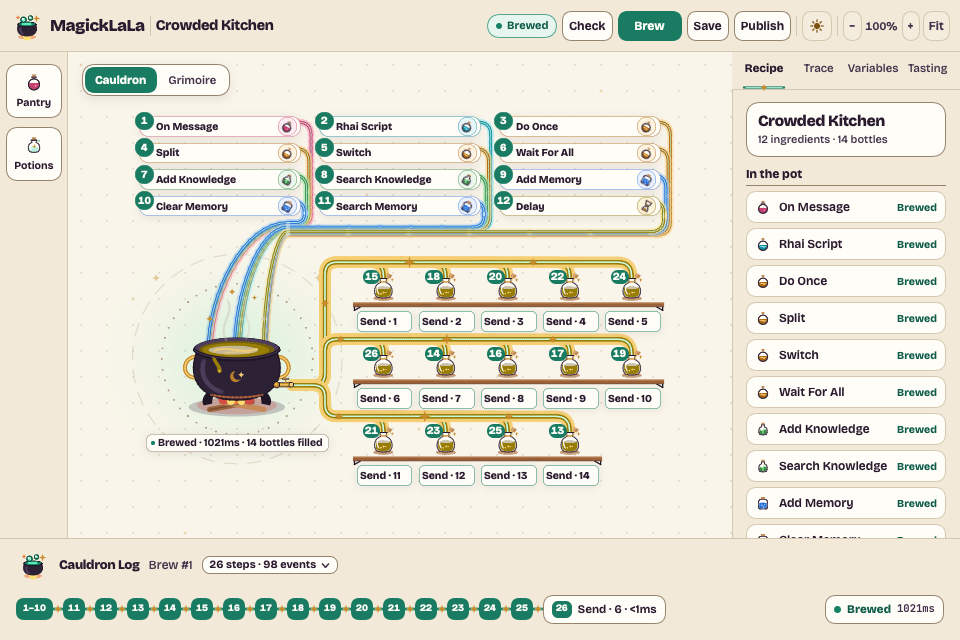 MagickLaLa Crowded Kitchen
Brewed Check Brew Save Publish − 100% + Fit
Pantry
Potions
Cauldron Grimoire
1 On Message 2 Rhai Script 3 Do Once
4 Split 5 Switch 6 Wait For All
7 Add Knowledge 8 Search Knowledge 9 Add Memory
10 Clear Memory 11 Search Memory 12 Delay
15 18 20 22 24
Send · 1 Send · 2 Send · 3 Send · 4 Send · 5
26 14 16 17 19
Send · 6 Send · 7 Send · 8 Send · 9 Send · 10
21 23 25 13
Send · 11 Send · 12 Send · 13 Send · 14
Brewed · 1021ms · 14 bottles filled
Recipe Trace Variables Tasting
Crowded Kitchen
12 ingredients · 14 bottles
In the pot
On Message Brewed
Rhai Script Brewed
Do Once Brewed
Split Brewed
Switch Brewed
Wait For All Brewed
Add Knowledge Brewed
Search Knowledge Brewed
Add Memory Brewed
Cauldron Log Brew #1 26 steps · 98 events
1–10 11 12 13 14 15 16 17 18 19 20 21 22 23 24 25 26 Send · 6 · <1ms
Brewed 1021ms